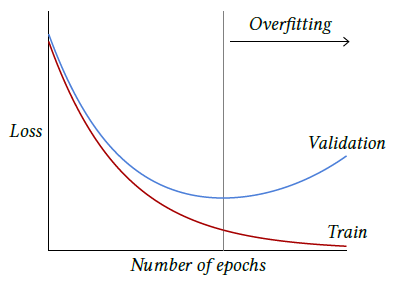 Overfitting
Loss
Validation
Train
Number of epochs